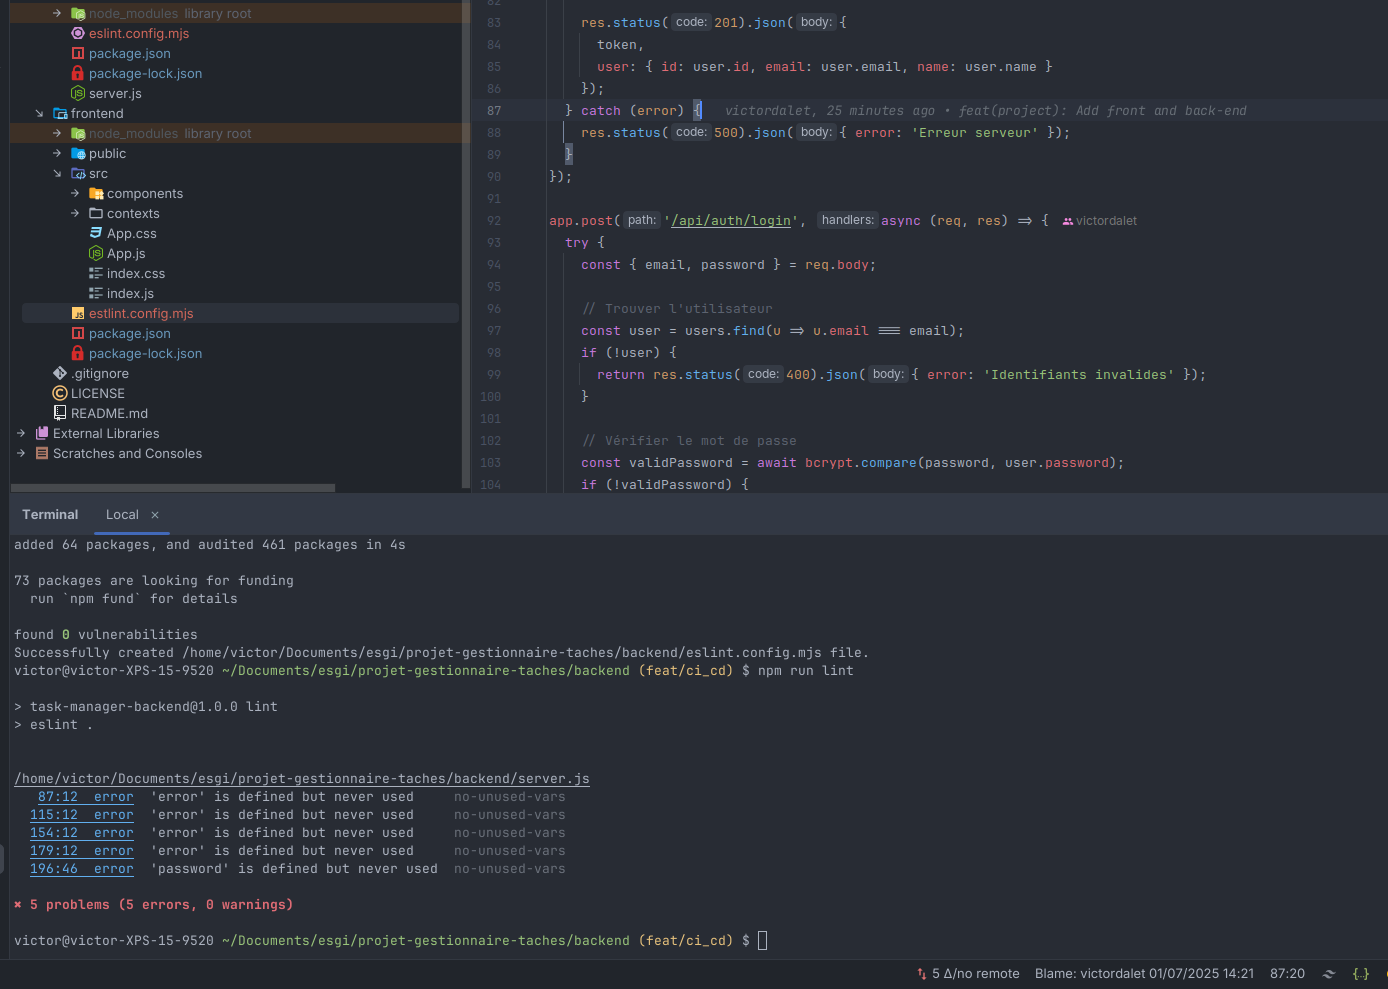 node_modules library root
eslint.config.mjs
package.json
package-lock.json
server.js
frontend
node_modules library root
public
src
components
contexts
App.css
App.js
index.css
index.js
estlint.config.mjs
package.json
package-lock.json
.gitignore
LICENSE
README.md
External Libraries
Scratches and Consoles
82
83 res.status( code: 201).json( body: {
84 token,
85 user: { id: user.id, email: user.email, name: user.name }
86 });
87 } catch (error) { victordalet, 25 minutes ago • feat(project): Add front and back-end
88 res.status( code: 500).json( body: { error: 'Erreur serveur' });
89 }
90 });
91
92 app.post( path: '/api/auth/login', handlers: async (req, res) => { victordalet
93 try {
94 const { email, password } = req.body;
95
96 // Trouver l'utilisateur
97 const user = users.find(u => u.email === email);
98 if (!user) {
99 return res.status( code: 400).json( body: { error: 'Identifiants invalides' });
100 }
101
102 // Vérifier le mot de passe
103 const validPassword = await bcrypt.compare(password, user.password);
104 if (!validPassword) {
Terminal Local ×
added 64 packages, and audited 461 packages in 4s
73 packages are looking for funding
run `npm fund` for details
found 0 vulnerabilities
Successfully created /home/victor/Documents/esgi/projet-gestionnaire-taches/backend/eslint.config.mjs file.
victor@victor-XPS-15-9520 ~/Documents/esgi/projet-gestionnaire-taches/backend (feat/ci_cd) $ npm run lint
> task-manager-backend@1.0.0 lint
> eslint .
/home/victor/Documents/esgi/projet-gestionnaire-taches/backend/server.js
87:12 error 'error' is defined but never used no-unused-vars
115:12 error 'error' is defined but never used no-unused-vars
154:12 error 'error' is defined but never used no-unused-vars
179:12 error 'error' is defined but never used no-unused-vars
196:46 error 'password' is defined but never used no-unused-vars
✖ 5 problems (5 errors, 0 warnings)
victor@victor-XPS-15-9520 ~/Documents/esgi/projet-gestionnaire-taches/backend (feat/ci_cd) $
5 Δ/no remote Blame: victordalet 01/07/2025 14:21 87:20